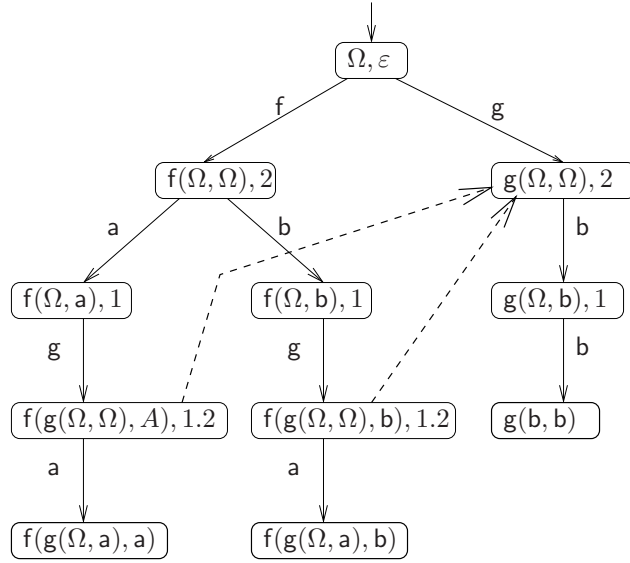 Ω, ε
f g
f(Ω, Ω), 2 g(Ω, Ω), 2
a b b
f(Ω, a), 1 f(Ω, b), 1 g(Ω, b), 1
g g b
f(g(Ω, Ω), A), 1.2 f(g(Ω, Ω), b), 1.2 g(b, b)
a a
f(g(Ω, a), a) f(g(Ω, a), b)